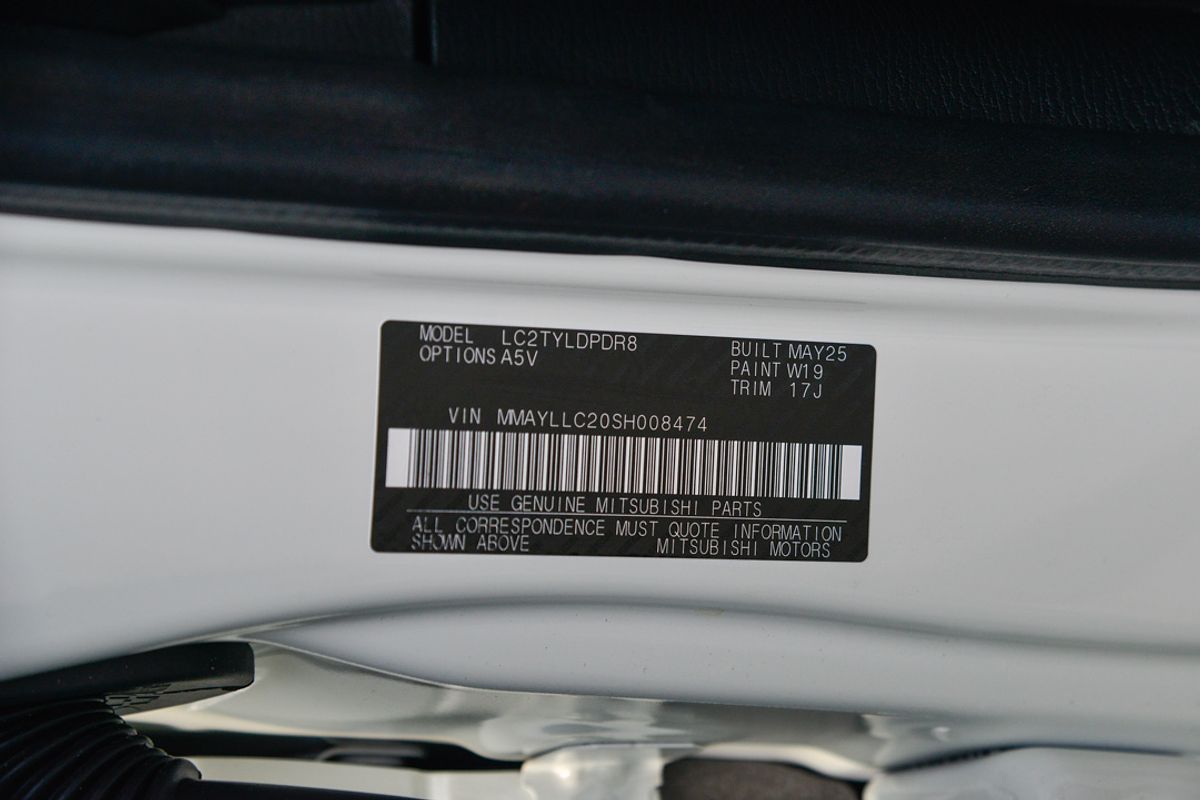 MODEL LC2TYLDPDR8
OPTIONS A5V
BUILT MAY25
PAINT W19
TRIM 17J
VIN MMAYLLC20SH008474
USE GENUINE MITSUBISHI PARTS
ALL CORRESPONDENCE MUST QUOTE INFORMATION
SHOWN ABOVE MITSUBISHI MOTORS